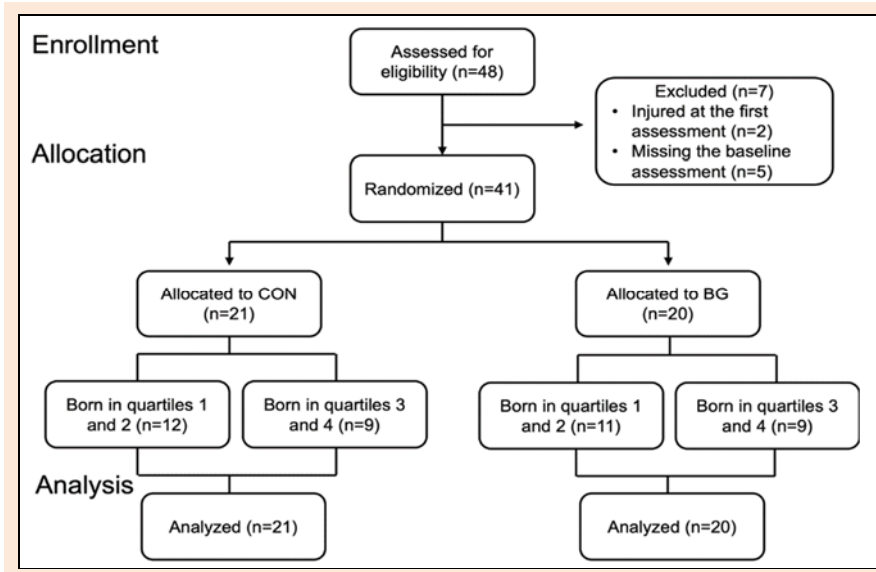 Enrollment
Assessed for
eligibility (n=48)
Excluded (n=7)
• Injured at the first
assessment (n=2)
• Missing the baseline
assessment (n=5)
Allocation
Randomized (n=41)
Allocated to CON
(n=21)
Allocated to BG
(n=20)
Born in quartiles 1
and 2 (n=12)
Born in quartiles 3
and 4 (n=9)
Born in quartiles 1
and 2 (n=11)
Born in quartiles 3
and 4 (n=9)
Analysis
Analyzed (n=21)
Analyzed (n=20)